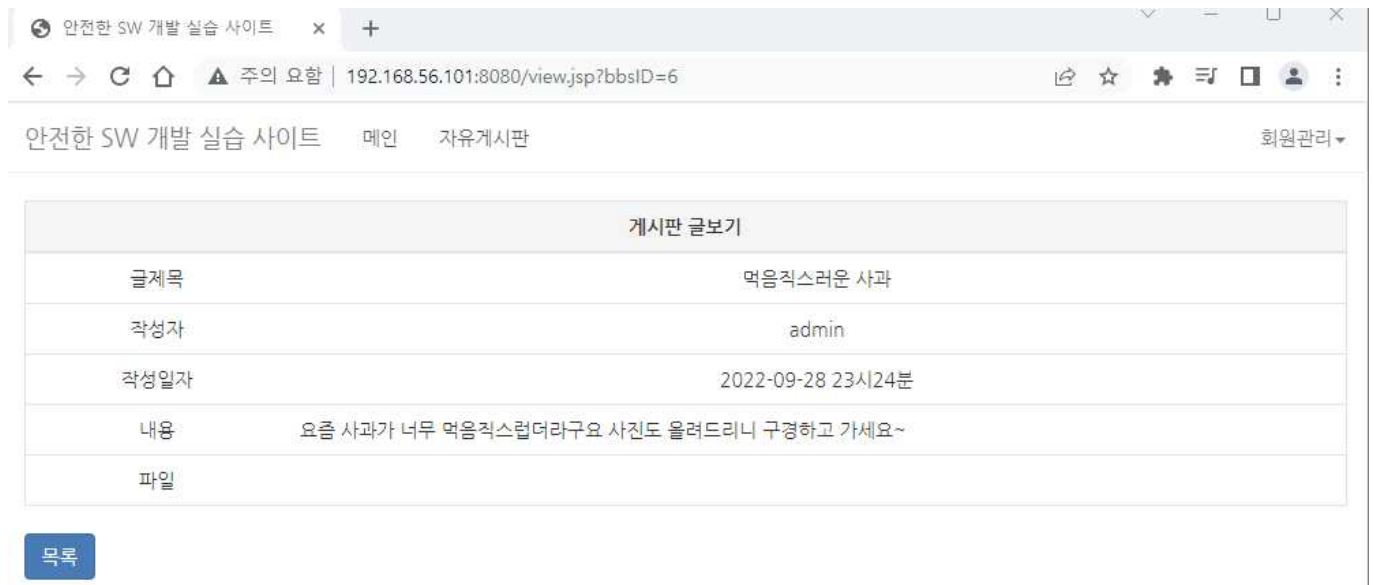 안전한 SW 개발 실습 사이트
주의 요함 | 192.168.56.101:8080/view.jsp?bbsID=6
안전한 SW 개발 실습 사이트 메인 자유게시판 회원관리
게시판 글보기
글제목 먹음직스러운 사과
작성자 admin
작성일자 2022-09-28 23시24분
내용 요즘 사과가 너무 먹음직스럽더라구요 사진도 올려드리니 구경하고 가세요~
파일
목록